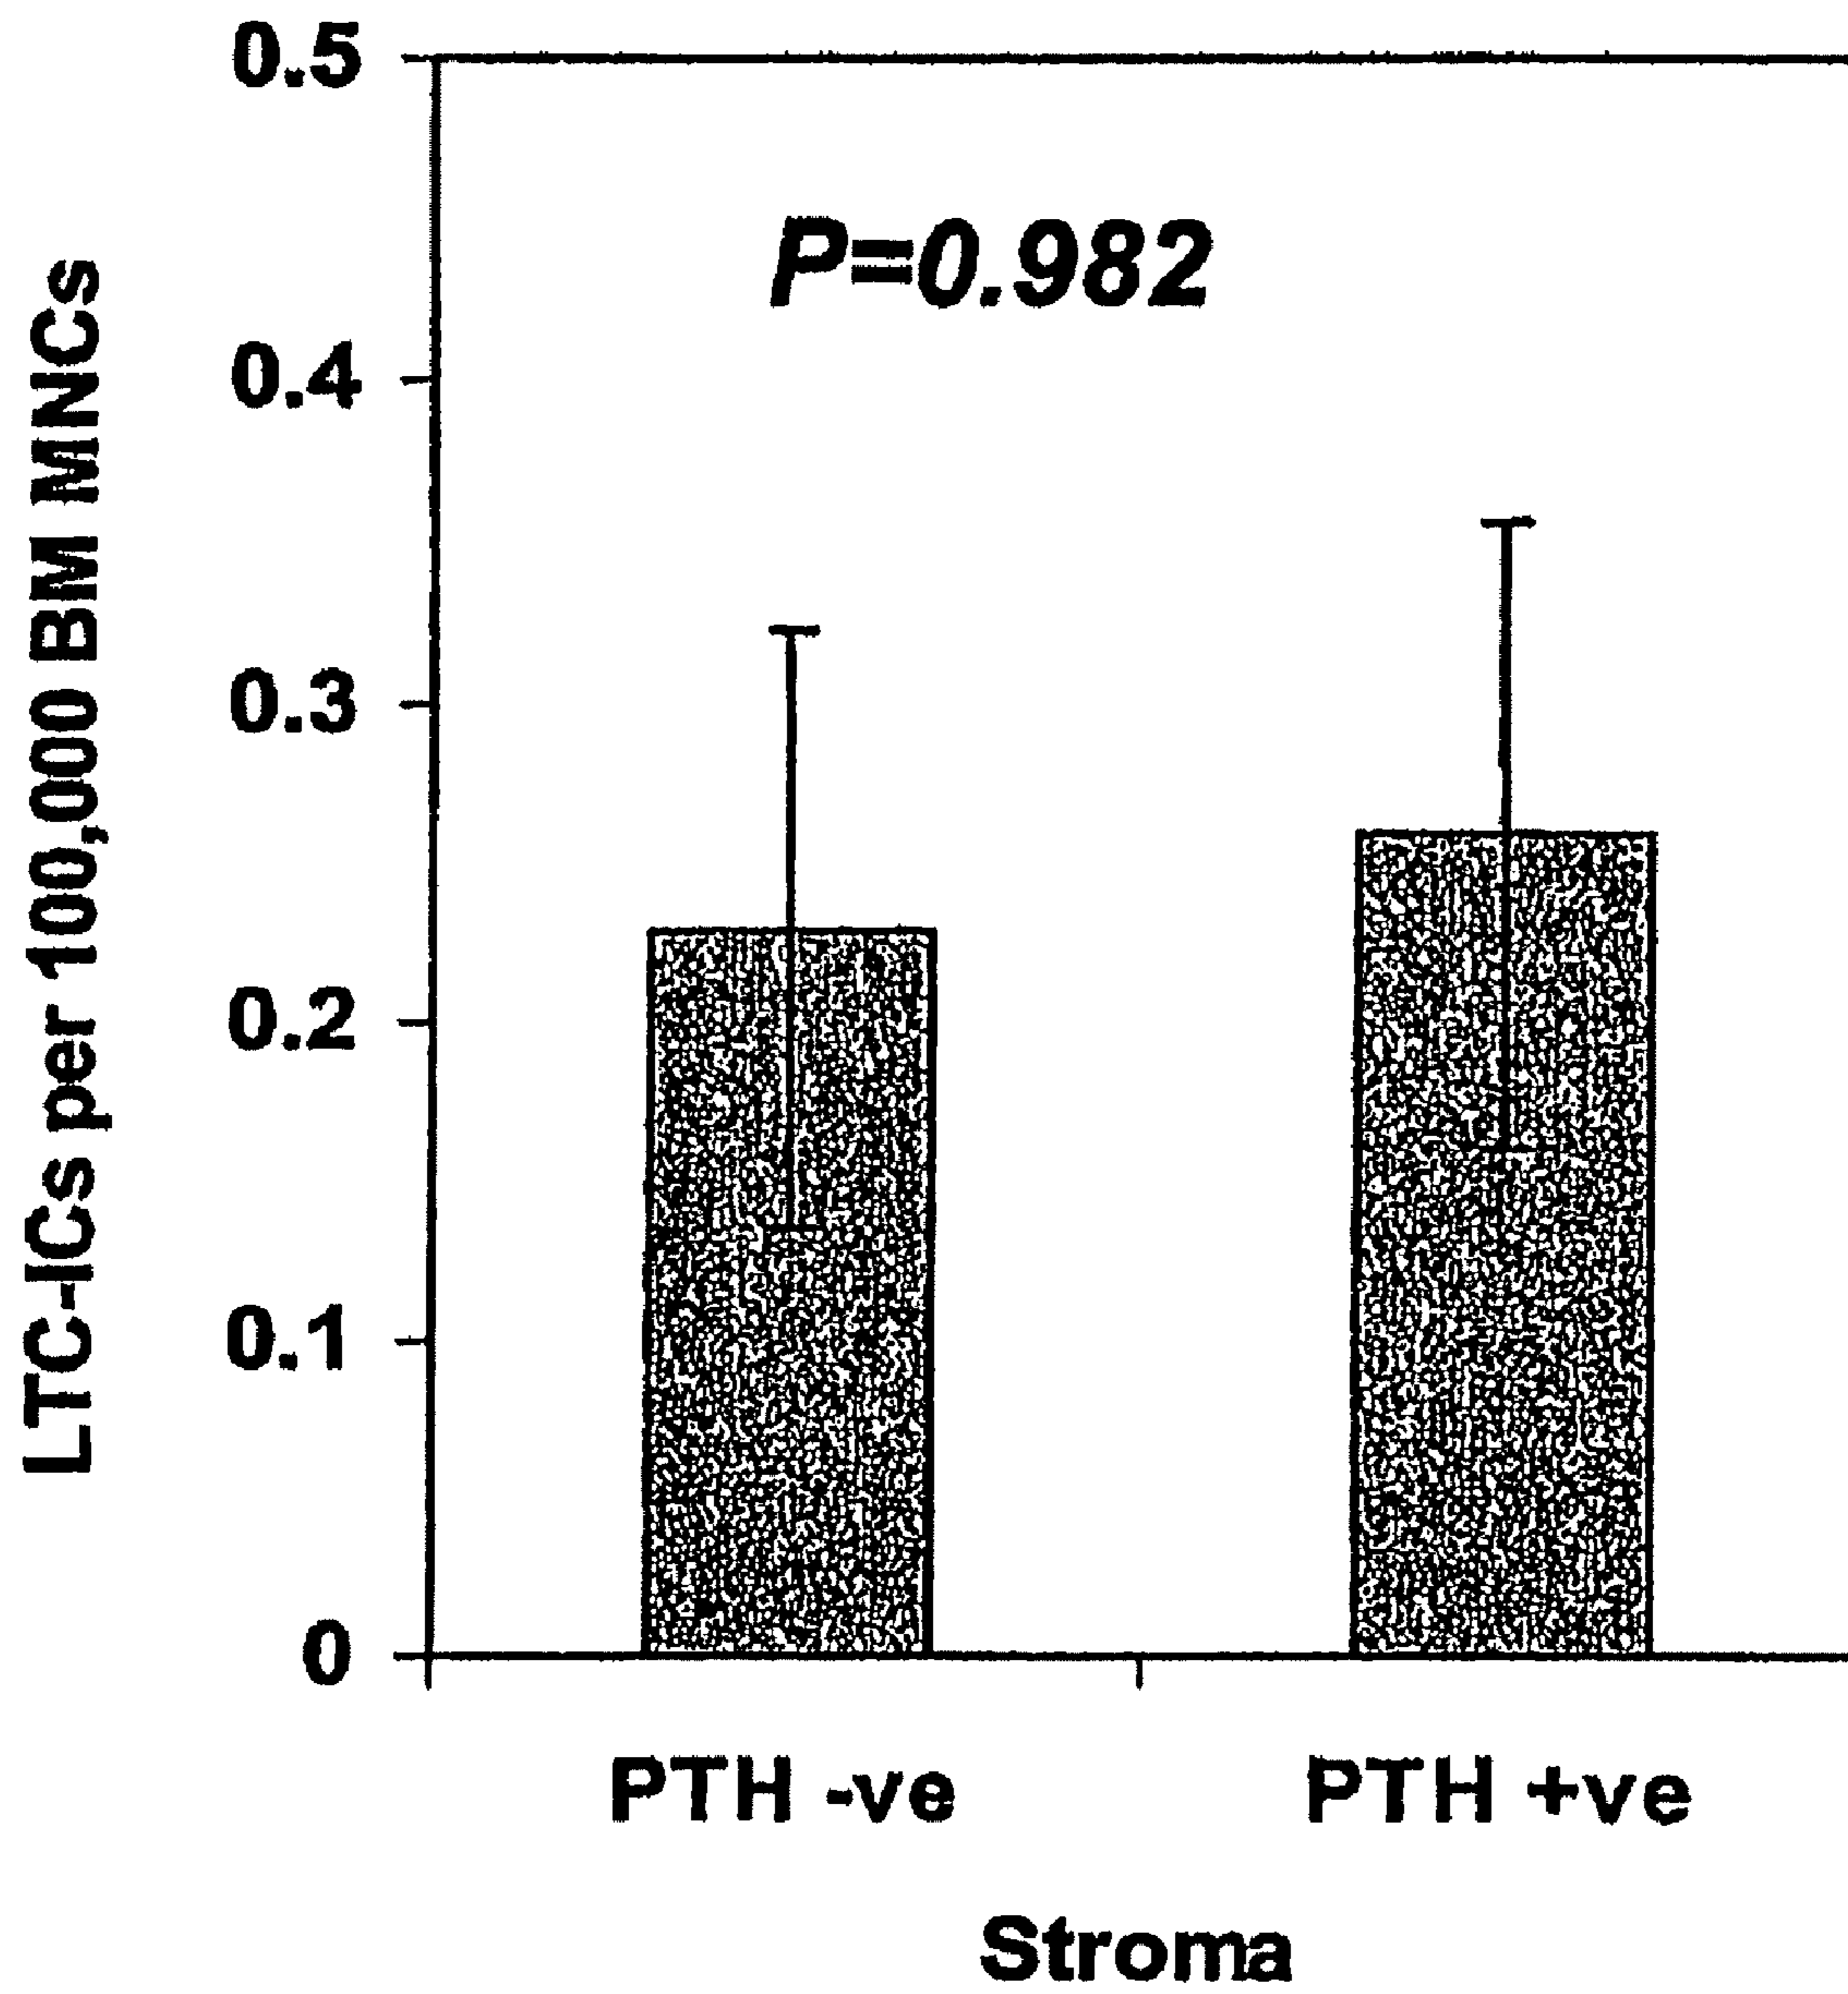 LTC-ICs per 100,000 BM MNCs
0.5
0.4
0.3
0.2
0.1
0
P=0.982
PTH -ve
PTH +ve
Stroma